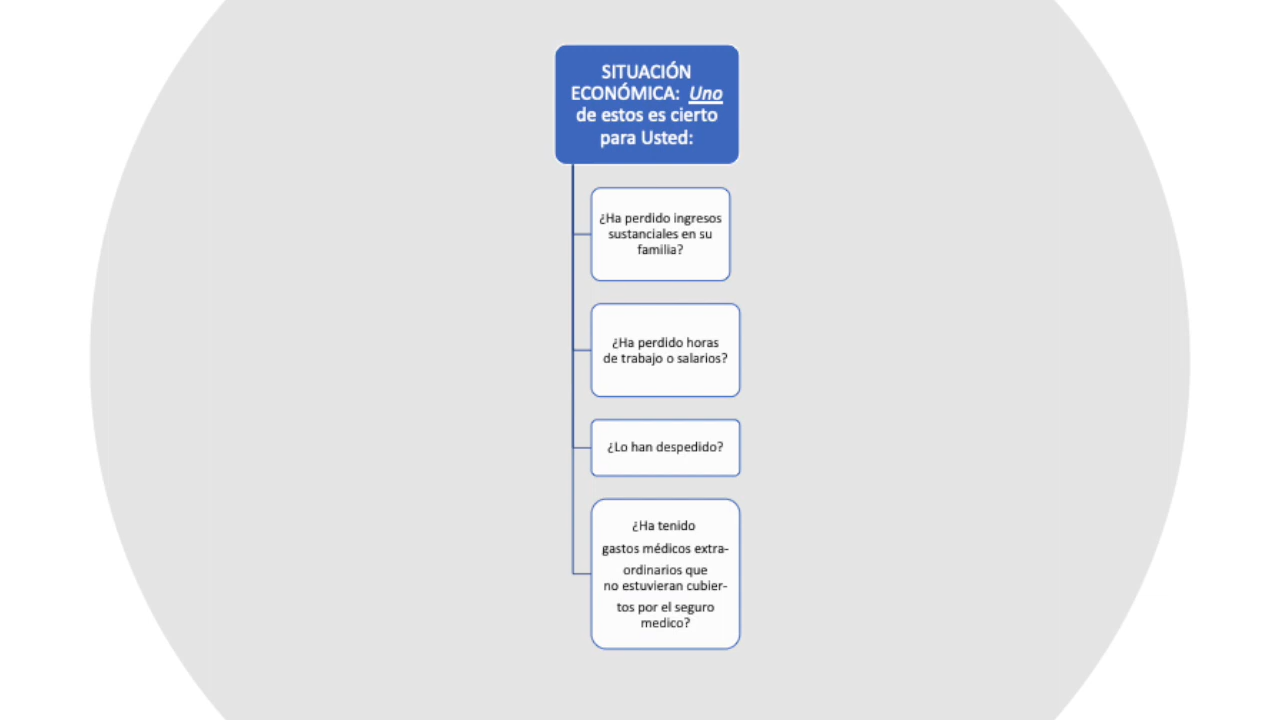 SITUACIÓN
ECONÓMICA: Uno
de estos es cierto
para Usted:
¿Ha perdido ingresos
sustanciales en su
familia?
¿Ha perdido horas
de trabajo o salarios?
¿Lo han despedido?
¿Ha tenido
gastos médicos extra-
ordinarios que
no estuvieran cubier-
tos por el seguro
medico?